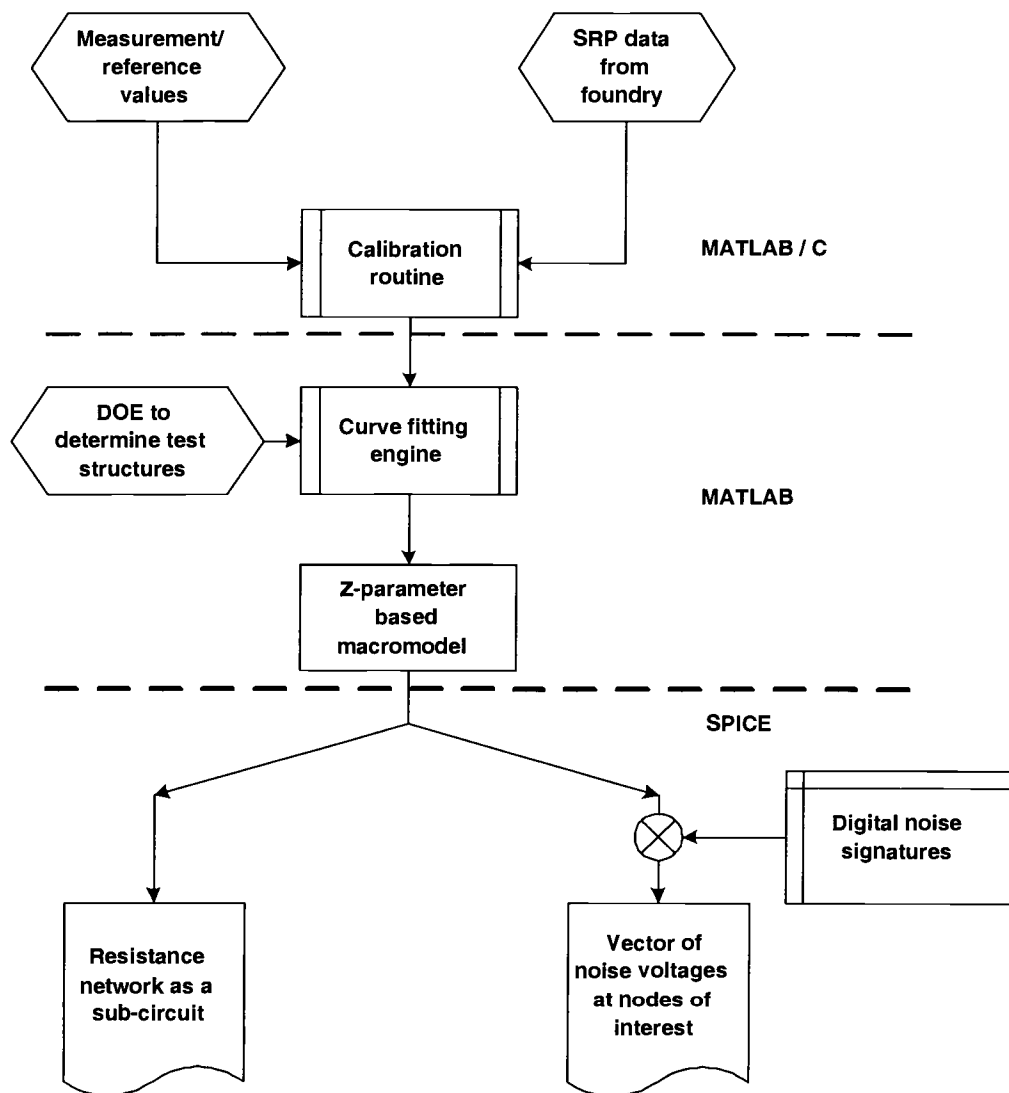 Measurement/
reference
values
SRP data
from
foundry
Calibration
routine
MATLAB / C
DOE to
determine test
structures
Curve fitting
engine
MATLAB
Z-parameter
based
macromodel
SPICE
Digital noise
signatures
Resistance
network as a
sub-circuit
Vector of
noise voltages
at nodes of
interest